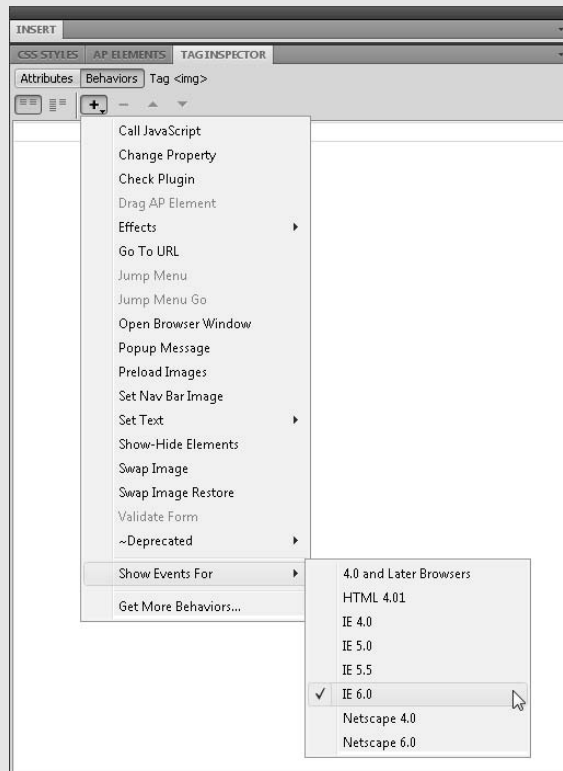 INSERT
CSS STYLES AP ELEMENTS TAG INSPECTOR
Attributes Behaviors Tag <img>
Call JavaScript
Change Property
Check Plugin
Drag AP Element
Effects
Go To URL
Jump Menu
Jump Menu Go
Open Browser Window
Popup Message
Preload Images
Set Nav Bar Image
Set Text
Show-Hide Elements
Swap Image
Swap Image Restore
Validate Form
~Deprecated
Show Events For
Get More Behaviors...
4.0 and Later Browsers
HTML 4.01
IE 4.0
IE 5.0
IE 5.5
IE 6.0
Netscape 4.0
Netscape 6.0